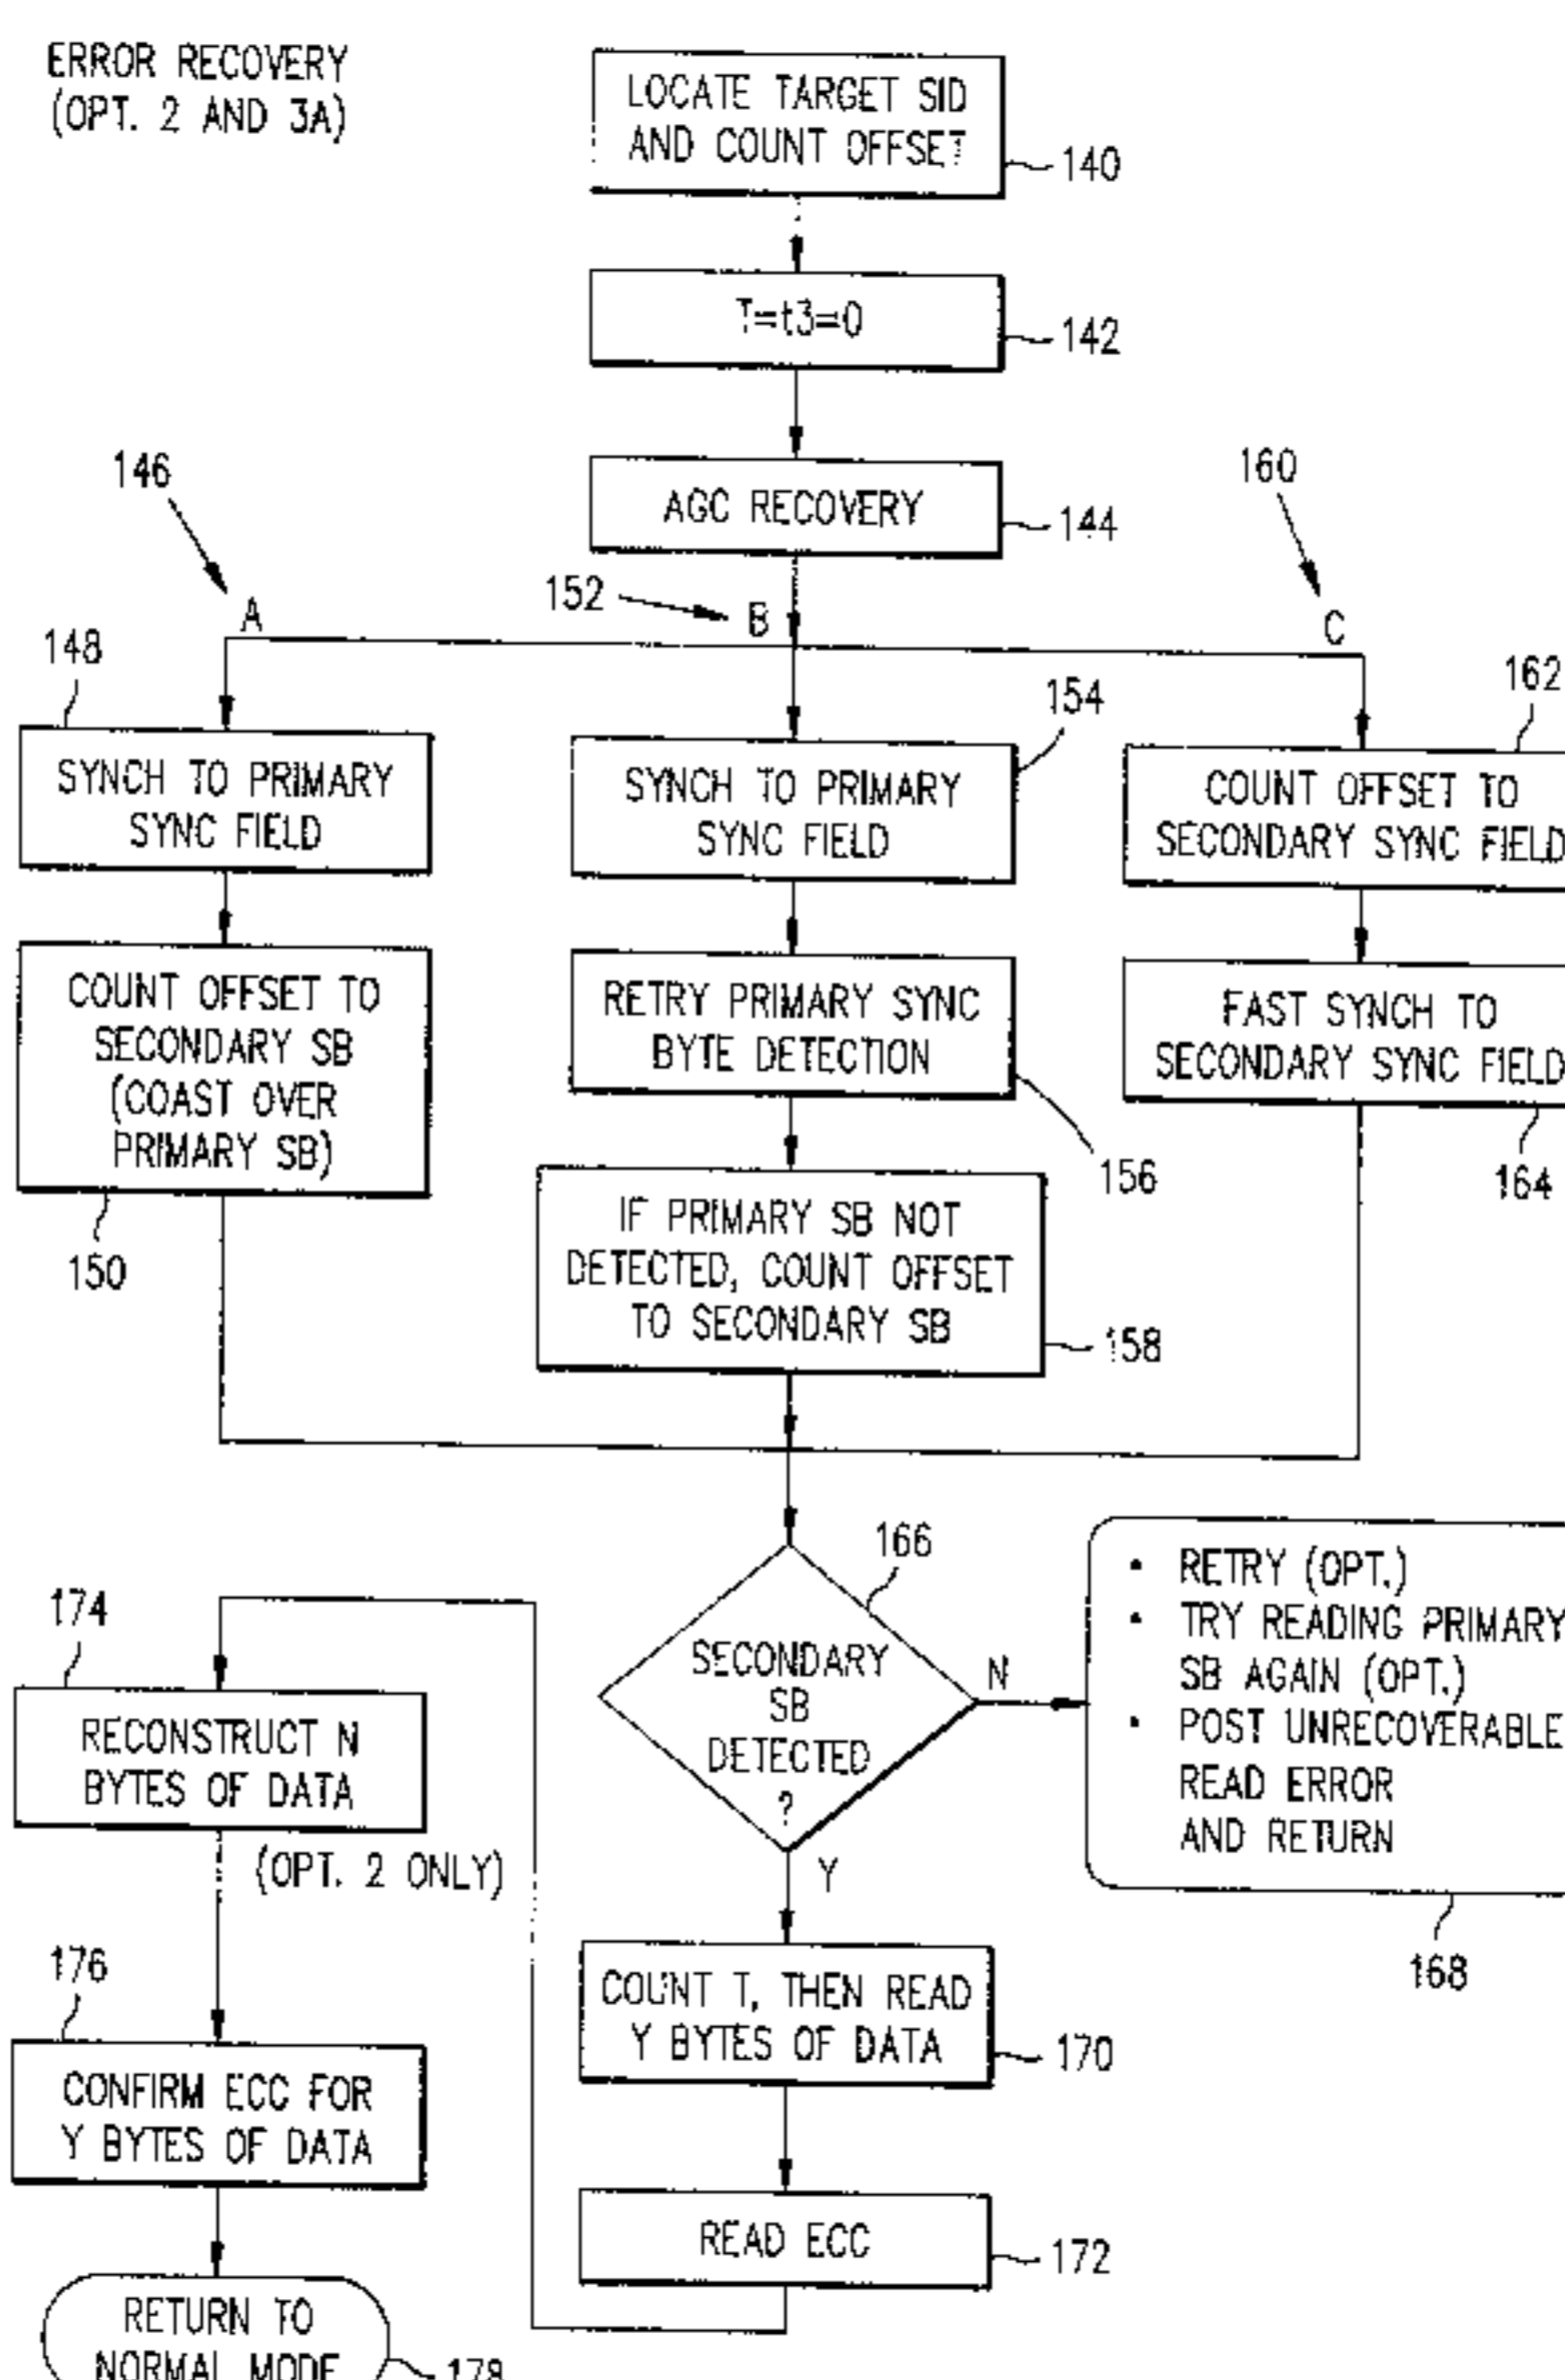 ERROR RECOVERY
(OPT. 2 AND 3A)
LOCATE TARGET SID
AND COUNT OFFSET
140
T=t3=0
142
AGC RECOVERY
144
146
A
152
B
160
C
148
SYNCH TO PRIMARY
SYNC FIELD
COUNT OFFSET TO
SECONDARY SB
(COAST OVER
PRIMARY SB)
150
154
SYNCH TO PRIMARY
SYNC FIELD
RETRY PRIMARY SYNC
BYTE DETECTION
156
IF PRIMARY SB NOT
DETECTED, COUNT OFFSET
TO SECONDARY SB
158
162
COUNT OFFSET TO
SECONDARY SYNC FIELD
FAST SYNCH TO
SECONDARY SYNC FIELD
164
166
SECONDARY
SB
DETECTED
?
N
Y
• RETRY (OPT.)
• TRY READING PRIMARY
SB AGAIN (OPT.)
• POST UNRECOVERABLE
READ ERROR
AND RETURN
168
COUNT T, THEN READ
Y BYTES OF DATA
170
READ ECC
172
174
RECONSTRUCT N
BYTES OF DATA
(OPT. 2 ONLY)
176
CONFIRM ECC FOR
Y BYTES OF DATA
RETURN TO
NORMAL MODE
178